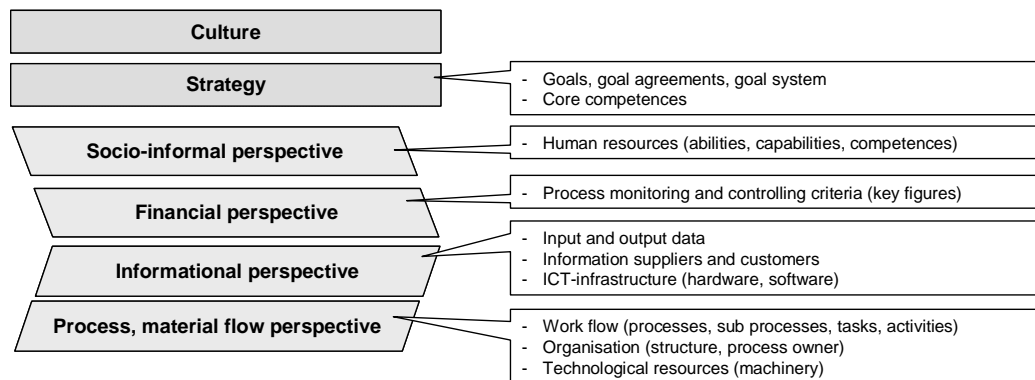 Culture
Strategy
- Goals, goal agreements, goal system
- Core competences
Socio-informal perspective
- Human resources (abilities, capabilities, competences)
Financial perspective
- Process monitoring and controlling criteria (key figures)
Informational perspective
- Input and output data
- Information suppliers and customers
- ICT-infrastructure (hardware, software)
Process, material flow perspective
- Work flow (processes, sub processes, tasks, activities)
- Organisation (structure, process owner)
- Technological resources (machinery)